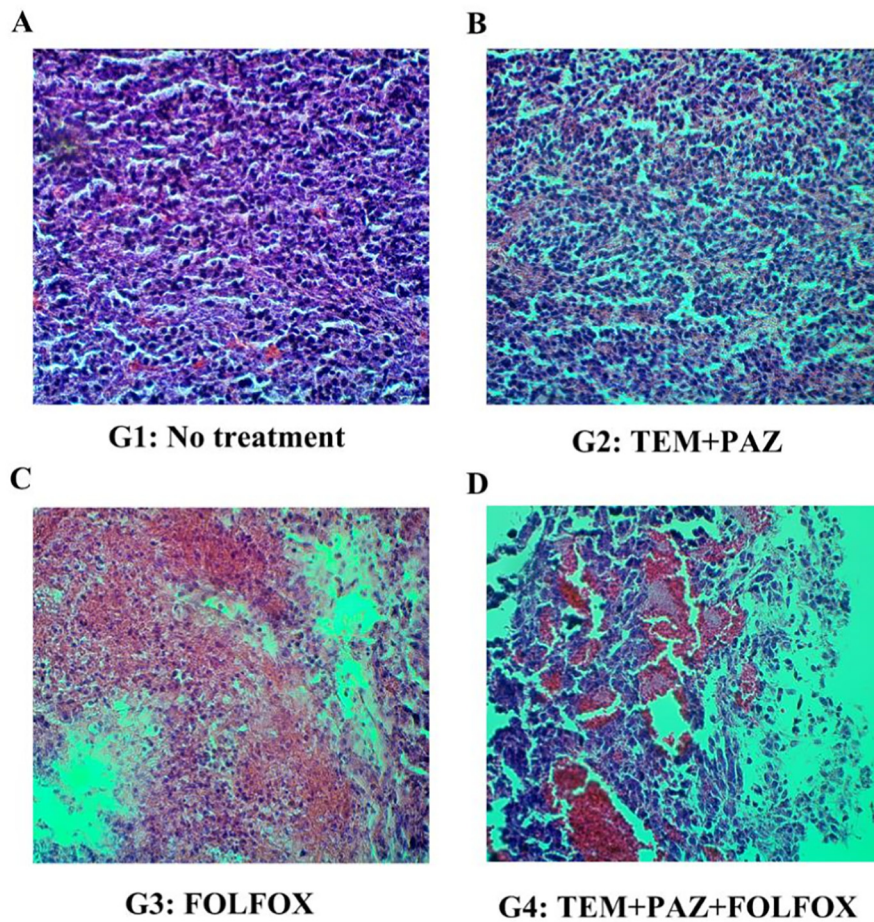 A
B
G1: No treatment
G2: TEM+PAZ
C
D
G3: FOLFOX
G4: TEM+PAZ+FOLFOX